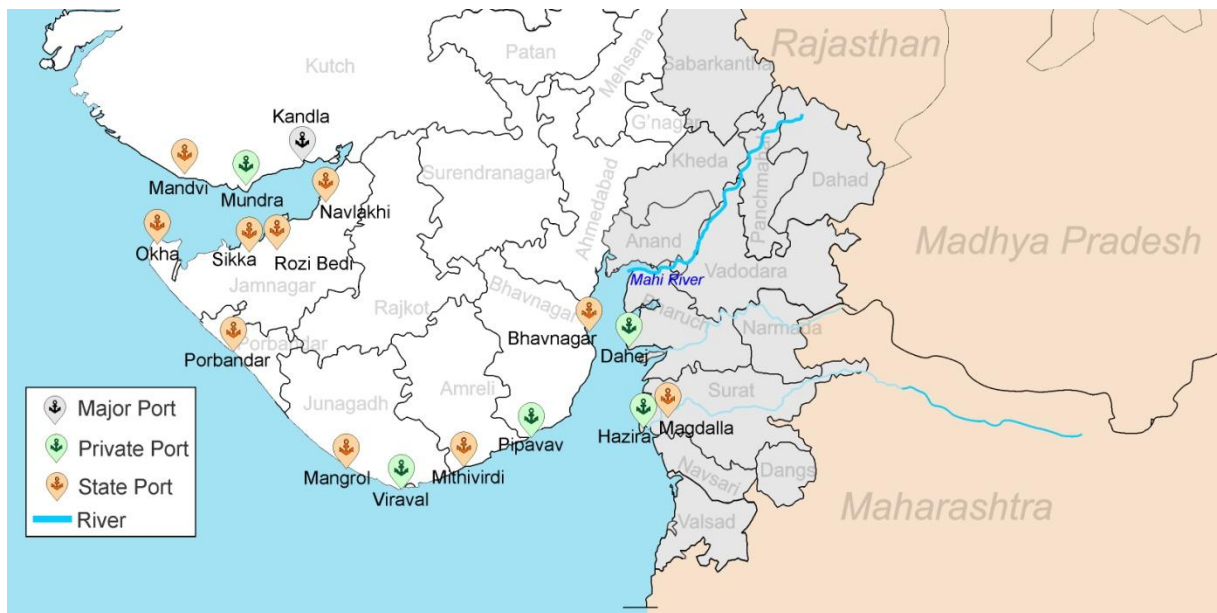 Patan
Mehsana
Sabarkantha
Rajasthan
Kutch
Kandla
G'nagar
Kheda
Panchmahal
Dahad
Mandvi
Mundra
Navlakhi
Surendranagar
Ahmedabad
Okha
Sikka
Rozi Bedi
Anand
Madhya Pradesh
Jamnagar
Rajkot
Bhavnagar
Mahi River
Vadodara
Bharuch
Narmada
Porbandar
Porbandar
Bhavnagar
Dahej
Junagadh
Amreli
Surat
Major Port
Private Port
State Port
River
Mangrol
Viraval
Mithivirdi
Pipavav
Hazira
Magdalla
Navsari
Dangs
Valsad
Maharashtra